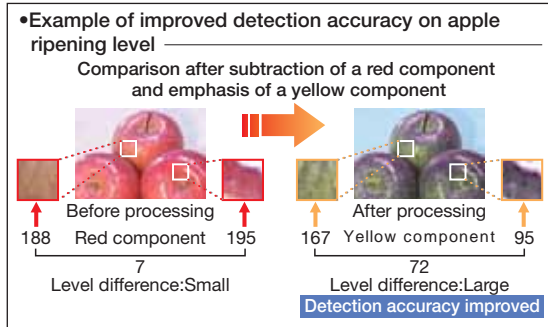 •Example of improved detection accuracy on apple
ripening level
Comparison after subtraction of a red component
and emphasis of a yellow component
Before processing
After processing
188 Red component 195
167 Yellow component 95
7
72
Level difference:Small
Level difference:Large
Detection accuracy improved